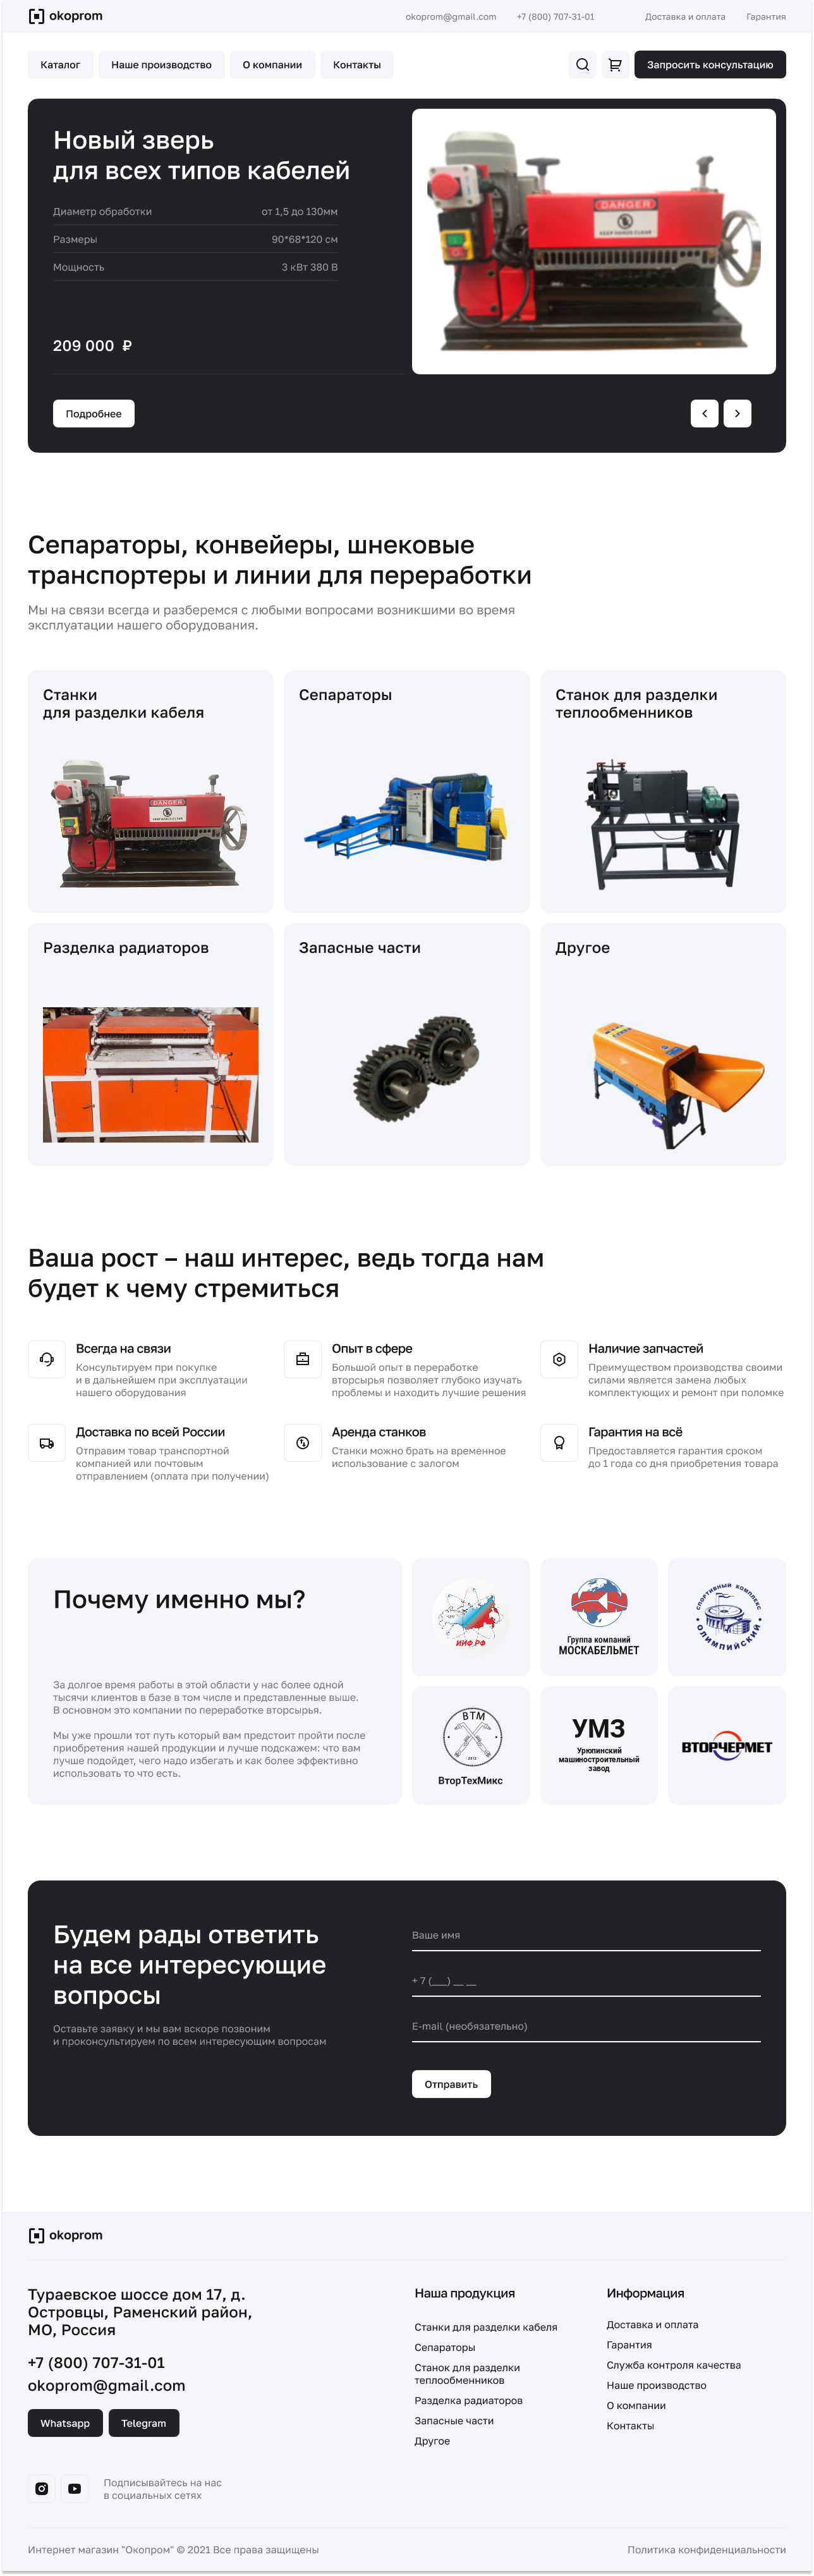 okoprom
okoprom@gmail.com +7 (800) 707-31-01 Доставка и оплата Гарантия
Каталог Наше производство О компании Контакты Запросить консультацию
Новый зверь
для всех типов кабелей
Диаметр обработки от 1,5 до 130мм
Размеры 90*68*120 см
Мощность 3 кВт 380 В
209 000 ₽
DANGER
KEEP HANDS CLEAR
Подробнее
Сепараторы, конвейеры, шнековые
транспортеры и линии для переработки
Мы на связи всегда и разберемся с любыми вопросами возникшими во время
эксплуатации нашего оборудования.
Станки
для разделки кабеля
DANGER
Сепараторы
Станок для разделки
теплообменников
Разделка радиаторов
Запасные части
Другое
Ваша рост – наш интерес, ведь тогда нам
будет к чему стремиться
Всегда на связи
Консультируем при покупке
и в дальнейшем при эксплуатации
нашего оборудования
Опыт в сфере
Большой опыт в переработке
вторсырья позволяет глубоко изучать
проблемы и находить лучшие решения
Наличие запчастей
Преимуществом производства своими
силами является замена любых
комплектующих и ремонт при поломке
Доставка по всей России
Отправим товар транспортной
компанией или почтовым
отправлением (оплата при получении)
Аренда станков
Станки можно брать на временное
использование с залогом
Гарантия на всё
Предоставляется гарантия сроком
до 1 года со дня приобретения товара
Почему именно мы?
За долгое время работы в этой области у нас более одной
тысячи клиентов в базе в том числе и представленные выше.
В основном это компании по переработке вторсырья.
Мы уже прошли тот путь который вам предстоит пройти после
приобретения нашей продукции и лучше подскажем: что вам
лучше подойдет, чего надо избегать и как более эффективно
использовать то что есть.
ИНФ РФ
Группа компаний
МОСКАБЕЛЬМЕТ
СПОРТИВНЫЙ КОМПЛЕКС
ОЛИМПИЙСКИЙ
ВТМ
2012
ВторТехМикс
УМЗ
Урюпинский
машиностроительный
завод
ВТОРЧЕРМЕТ
Будем рады ответить
на все интересующие
вопросы
Оставьте заявку и мы вам вскоре позвоним
и проконсультируем по всем интересующим вопросам
Ваше имя
+ 7 (___) __ __
E-mail (необязательно)
Отправить
okoprom
Тураевское шоссе дом 17, д.
Островцы, Раменский район,
МО, Россия
+7 (800) 707-31-01
okoprom@gmail.com
Whatsapp Telegram
Подписывайтесь на нас
в социальных сетях
Наша продукция
Станки для разделки кабеля
Сепараторы
Станок для разделки
теплообменников
Разделка радиаторов
Запасные части
Другое
Информация
Доставка и оплата
Гарантия
Служба контроля качества
Наше производство
О компании
Контакты
Интернет магазин "Окопром" © 2021 Все права защищены
Политика конфиденциальности